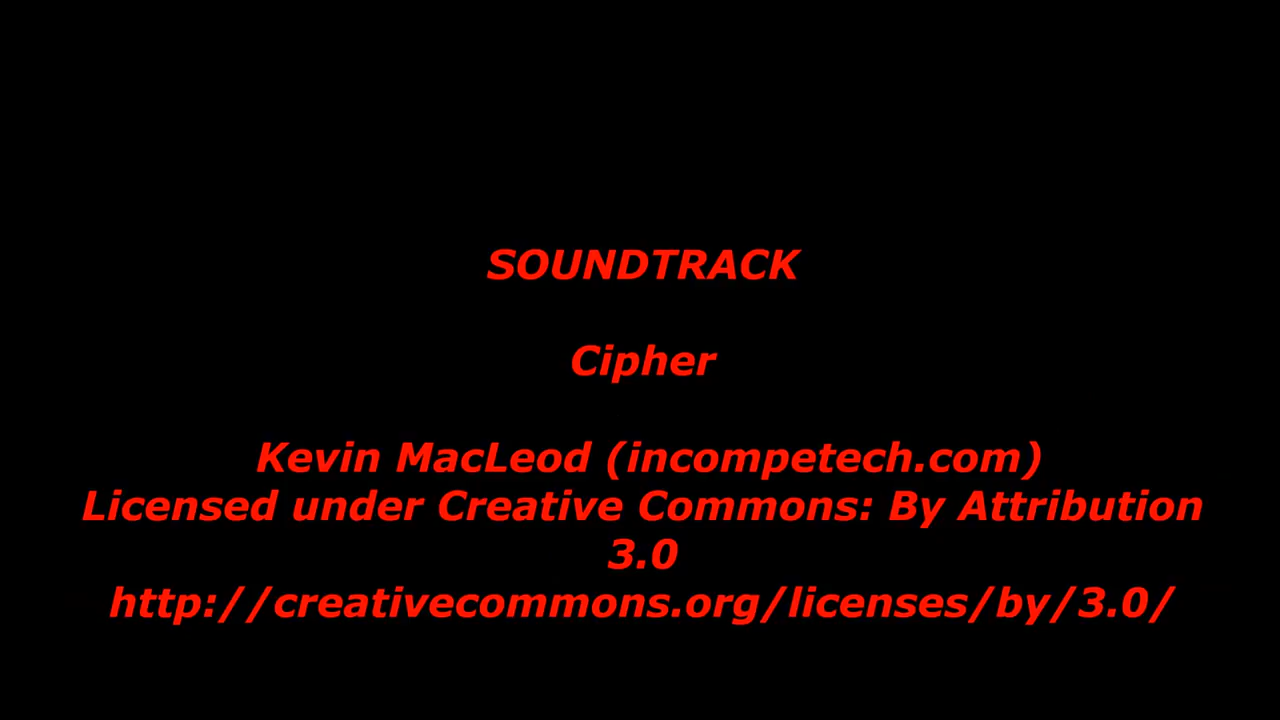 SOUNDTRACK
Cipher
Kevin MacLeod (incompetech.com)
Licensed under Creative Commons: By Attribution
3.0
http://creativecommons.org/licenses/by/3.0/